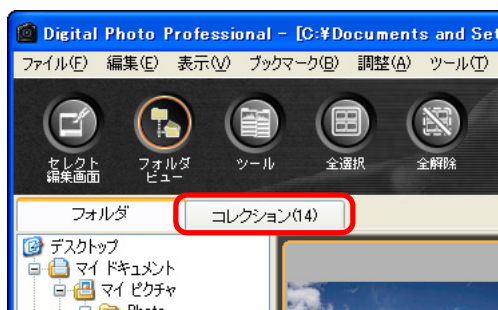 Digital Photo Professional - [C:¥Documents and Set
ファイル(F) 編集(E) 表示(V) ブックマーク(B) 調整(A) ツール(T)
セレクト編集画面 フォルダビュー ツール 全選択 全解除
フォルダ コレクション(14)
デスクトップ
マイ ドキュメント
マイ ピクチャ
Photo